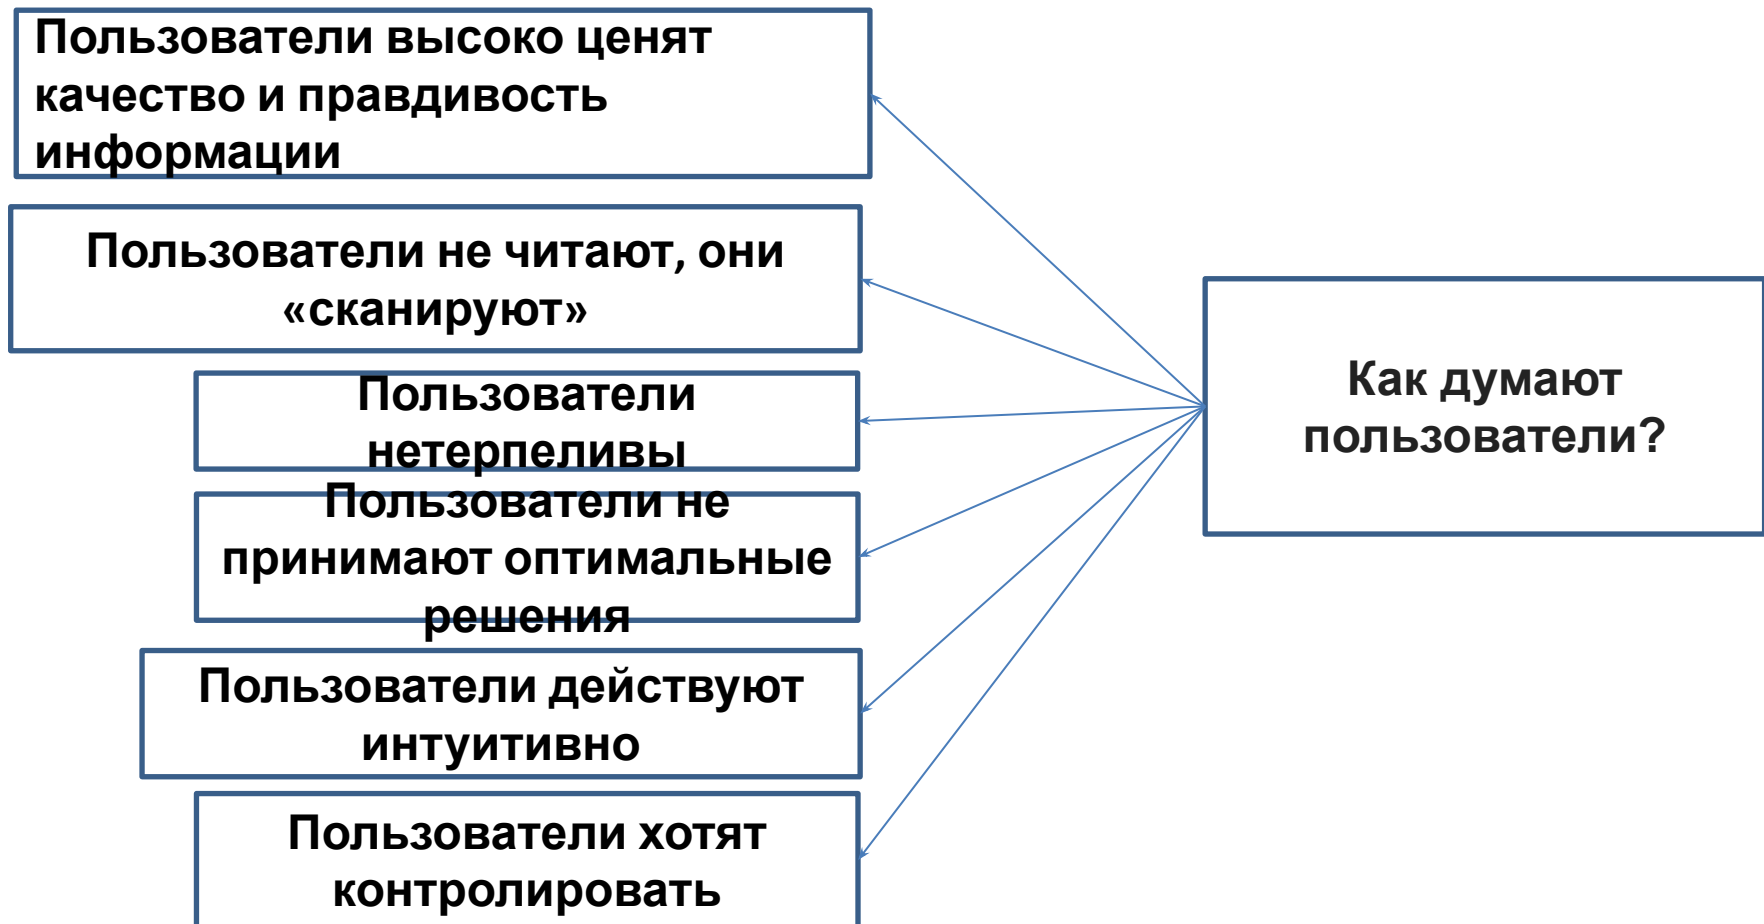 Пользователи высоко ценят
качество и правдивость
информации
Пользователи не читают, они
«сканируют»
Пользователи
нетерпеливы
Пользователи не
принимают оптимальные
решения
Пользователи действуют
интуитивно
Пользователи хотят
контролировать
Как думают
пользователи?